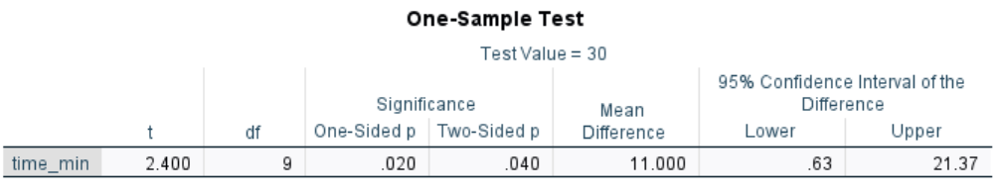 One-Sample Test
Test Value = 30
95% Confidence Interval of the
Significance Mean Difference
t df One-Sided p Two-Sided p Difference Lower Upper
time_min 2.400 9 .020 .040 11.000 .63 21.37